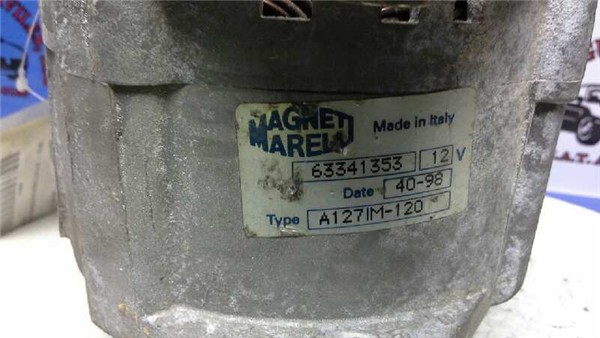 MAGNETI
MARELLI
Made in Italy
63341353 12 V
Date 40-98
Type A127IM-120